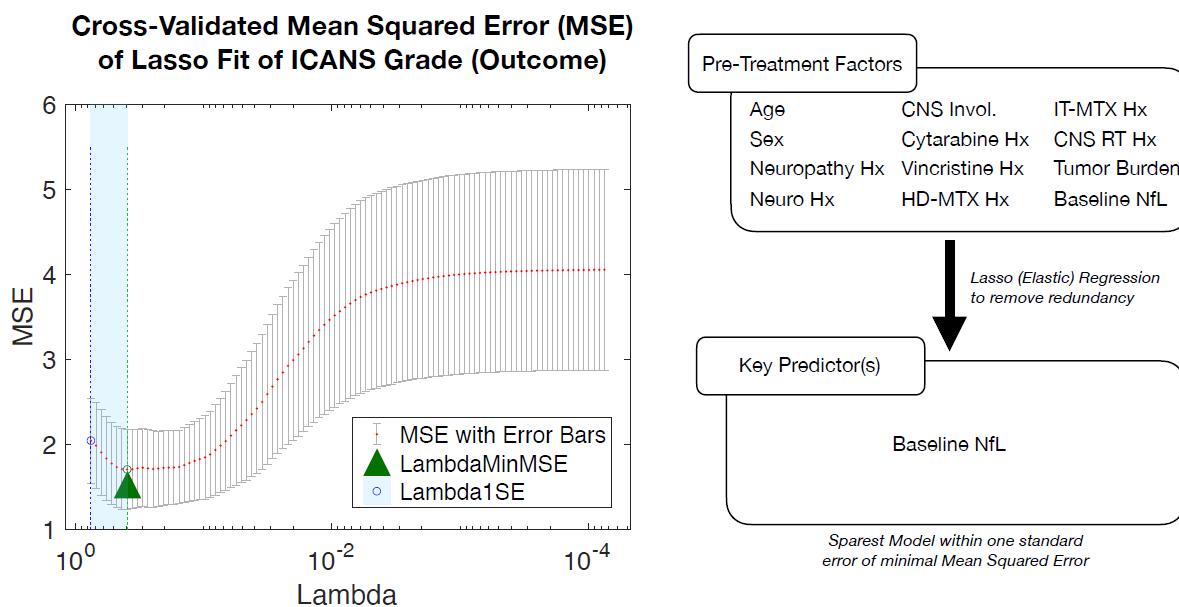 Cross-Validated Mean Squared Error (MSE)
of Lasso Fit of ICANS Grade (Outcome)
6
5
4
3
2
1
MSE
10^0
10^-2
10^-4
Lambda
MSE with Error Bars
LambdaMinMSE
Lambda1SE
Pre-Treatment Factors
Age CNS Invol. IT-MTX Hx
Sex Cytarabine Hx CNS RT Hx
Neuropathy Hx Vincristine Hx Tumor Burden
Neuro Hx HD-MTX Hx Baseline NfL
Lasso (Elastic) Regression
to remove redundancy
Key Predictor(s)
Baseline NfL
Sparest Model within one standard
error of minimal Mean Squared Error